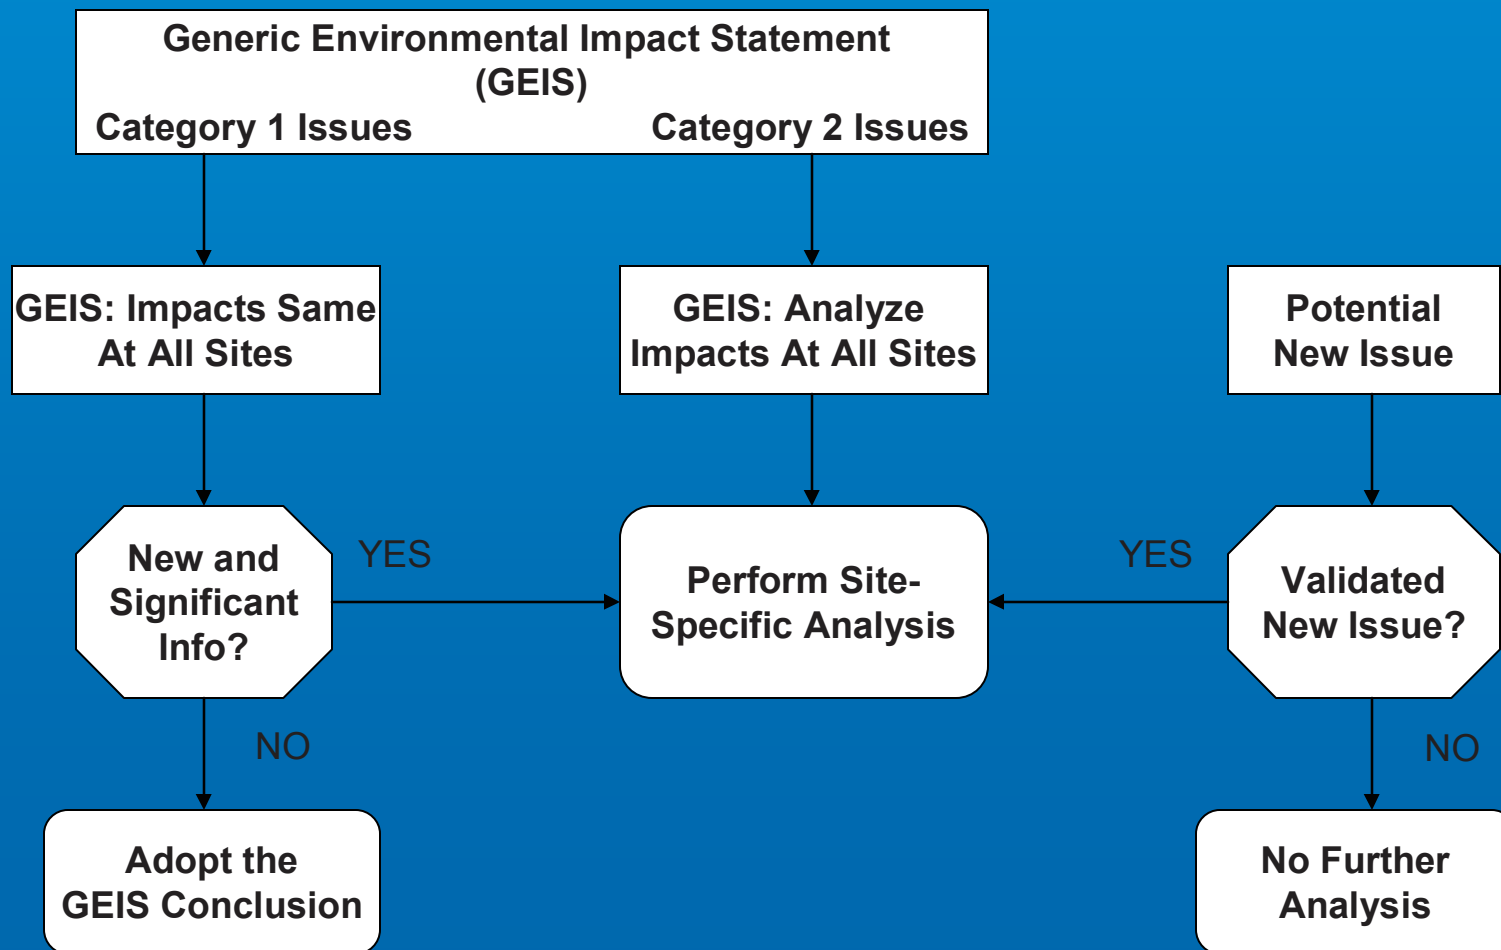 Generic Environmental Impact Statement
(GEIS)
Category 1 Issues
Category 2 Issues
GEIS: Impacts Same
At All Sites
GEIS: Analyze
Impacts At All Sites
Potential
New Issue
New and
Significant
Info?
YES
Perform Site-
Specific Analysis
YES
Validated
New Issue?
NO
NO
Adopt the
GEIS Conclusion
No Further
Analysis